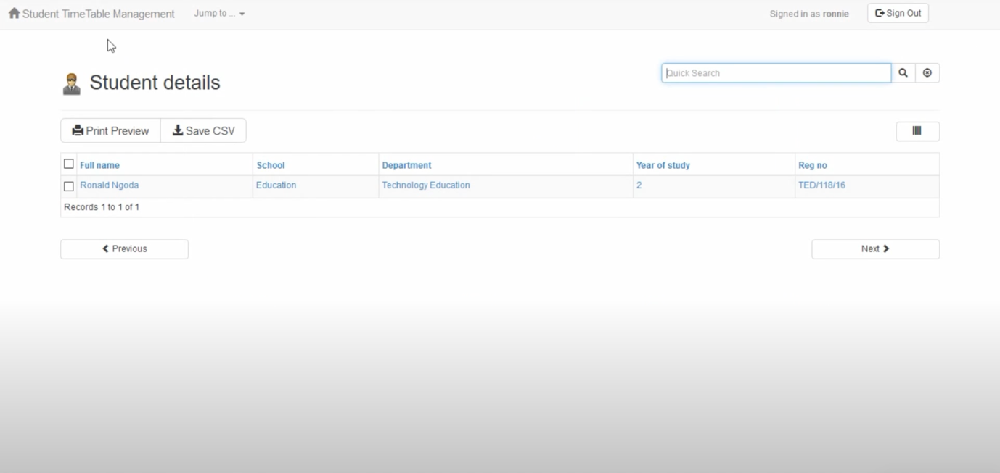 Student TimeTable Management Jump to ... Signed in as ronnie Sign Out
Student details Quick Search
Print Preview Save CSV
Full name School Department Year of study Reg no
Ronald Ngoda Education Technology Education 2 TED/118/16
Records 1 to 1 of 1
Previous Next